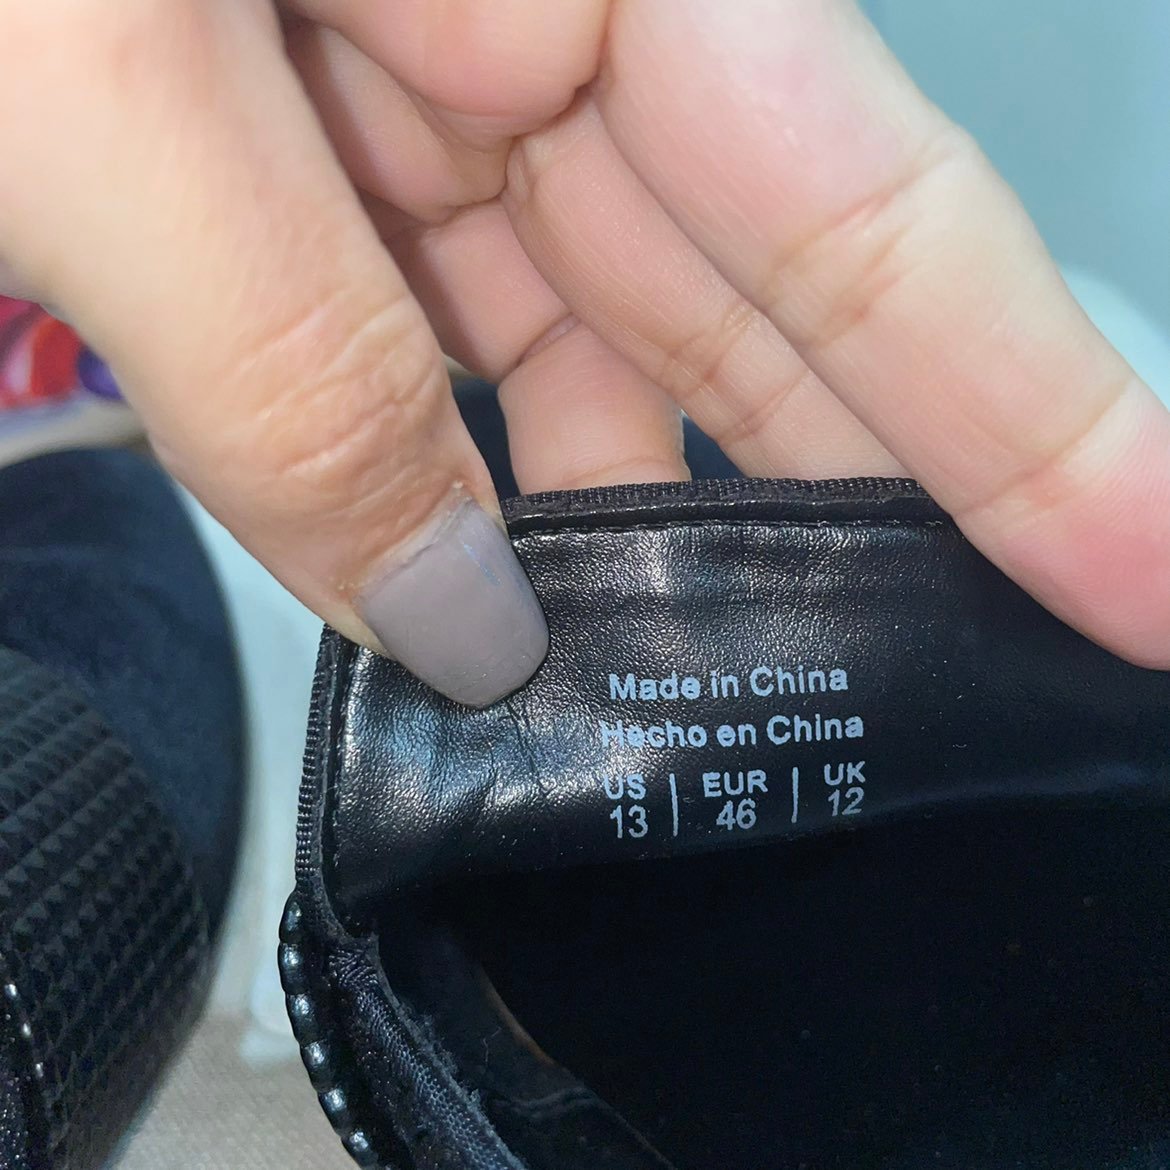 Made in China
Hecho en China
US | EUR | UK
13 | 46 | 12